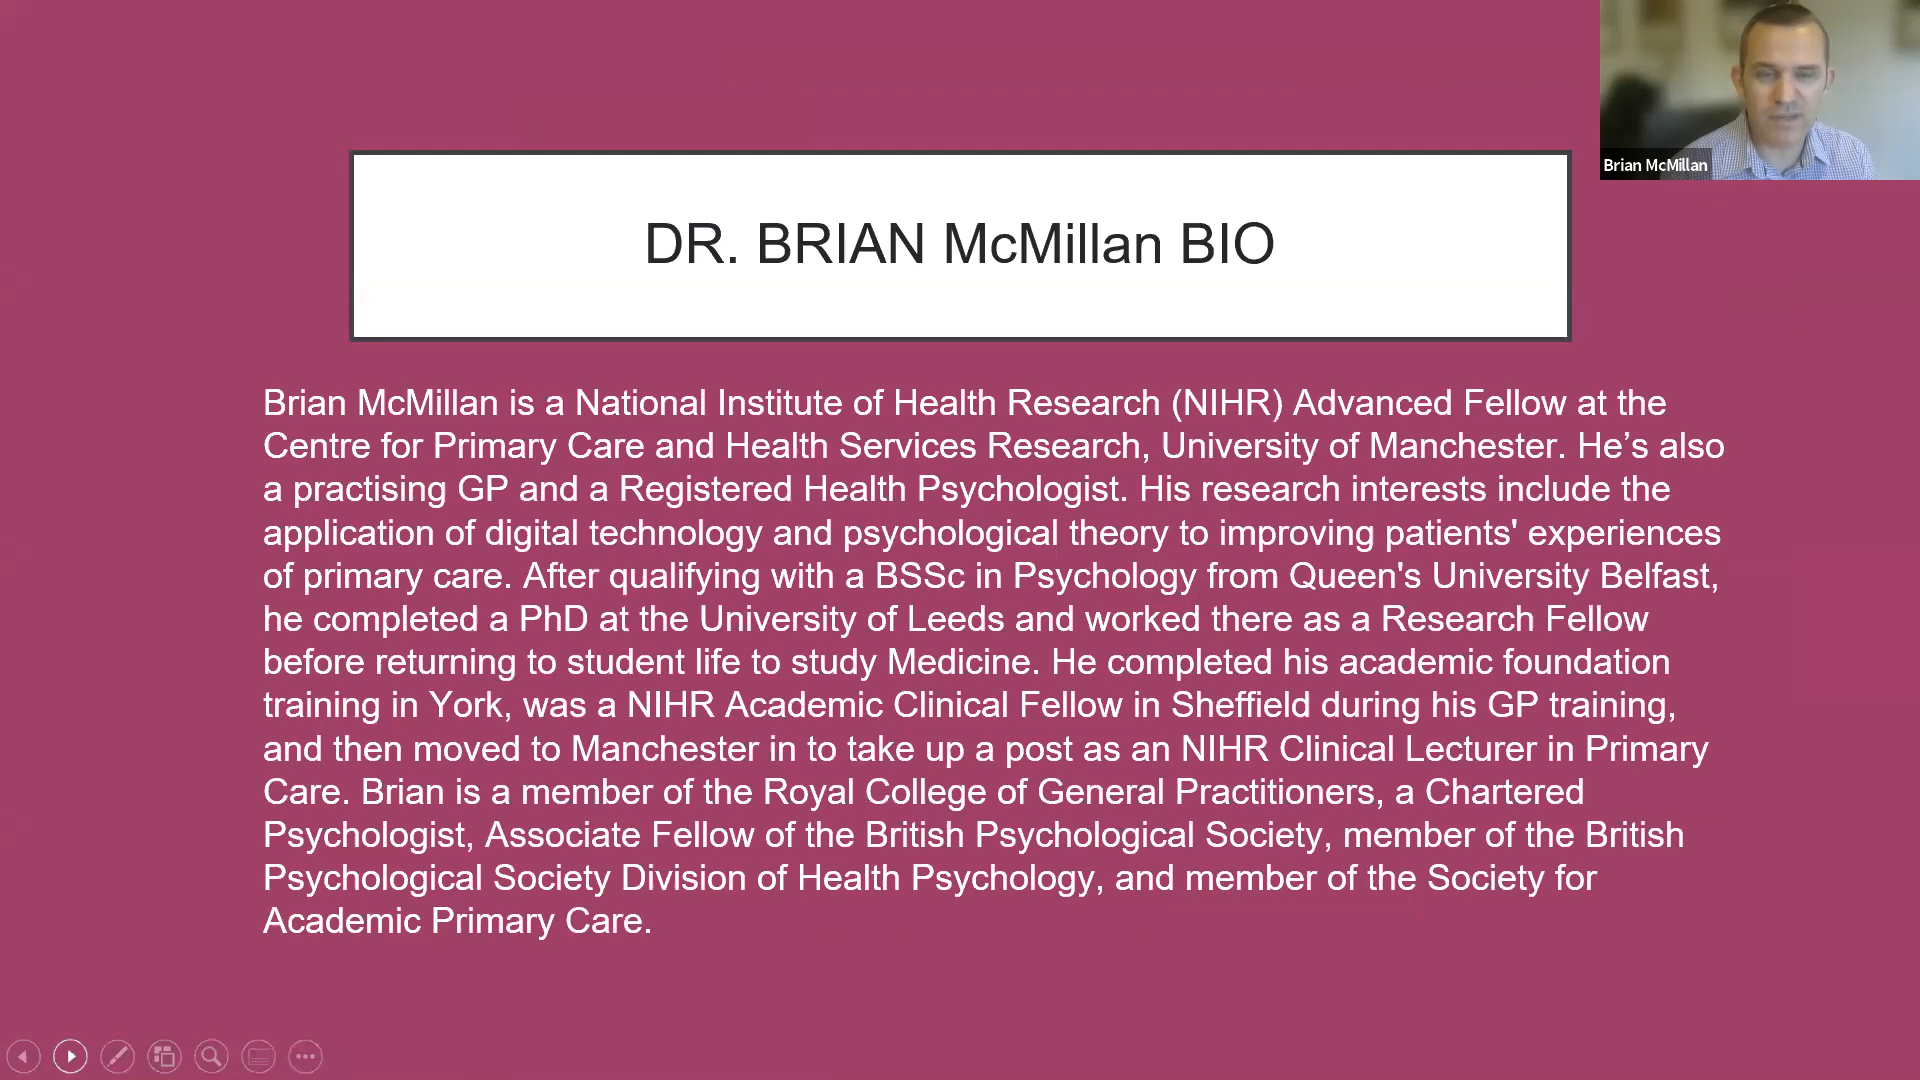 Brian McMillan
DR. BRIAN McMillan BIO
Brian McMillan is a National Institute of Health Research (NIHR) Advanced Fellow at the
Centre for Primary Care and Health Services Research, University of Manchester. He’s also
a practising GP and a Registered Health Psychologist. His research interests include the
application of digital technology and psychological theory to improving patients' experiences
of primary care. After qualifying with a BSSc in Psychology from Queen's University Belfast,
he completed a PhD at the University of Leeds and worked there as a Research Fellow
before returning to student life to study Medicine. He completed his academic foundation
training in York, was a NIHR Academic Clinical Fellow in Sheffield during his GP training,
and then moved to Manchester in to take up a post as an NIHR Clinical Lecturer in Primary
Care. Brian is a member of the Royal College of General Practitioners, a Chartered
Psychologist, Associate Fellow of the British Psychological Society, member of the British
Psychological Society Division of Health Psychology, and member of the Society for
Academic Primary Care.